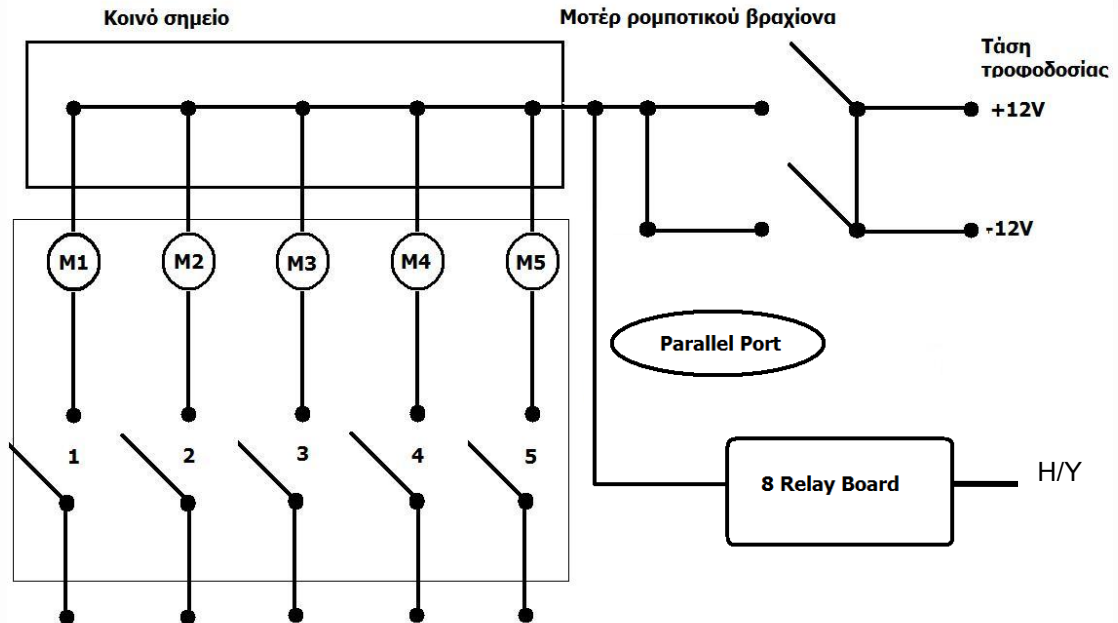 Κοινό σημείο
Μοτέρ ρομποτικού βραχίονα
Τάση
τροφοδοσίας
+12V
-12V
M1
M2
M3
M4
M5
Parallel Port
1
2
3
4
5
8 Relay Board
Η/Υ